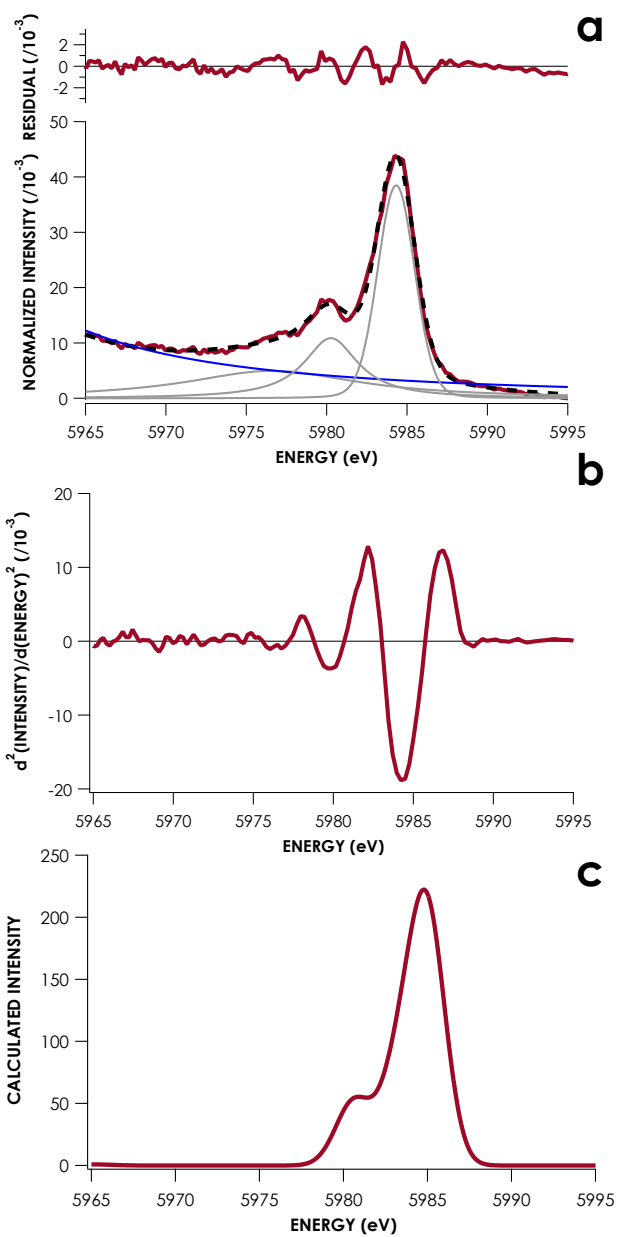 a
RESIDUAL (/10⁻³)
2
0
-2
NORMALIZED INTENSITY (/10⁻³)
50
40
30
20
10
0
5965 5970 5975 5980 5985 5990 5995
ENERGY (eV)
b
d²(INTENSITY)/d(ENERGY)² (/10⁻³)
20
10
0
-10
-20
5965 5970 5975 5980 5985 5990 5995
ENERGY (eV)
c
CALCULATED INTENSITY
250
200
150
100
50
0
5965 5970 5975 5980 5985 5990 5995
ENERGY (eV)